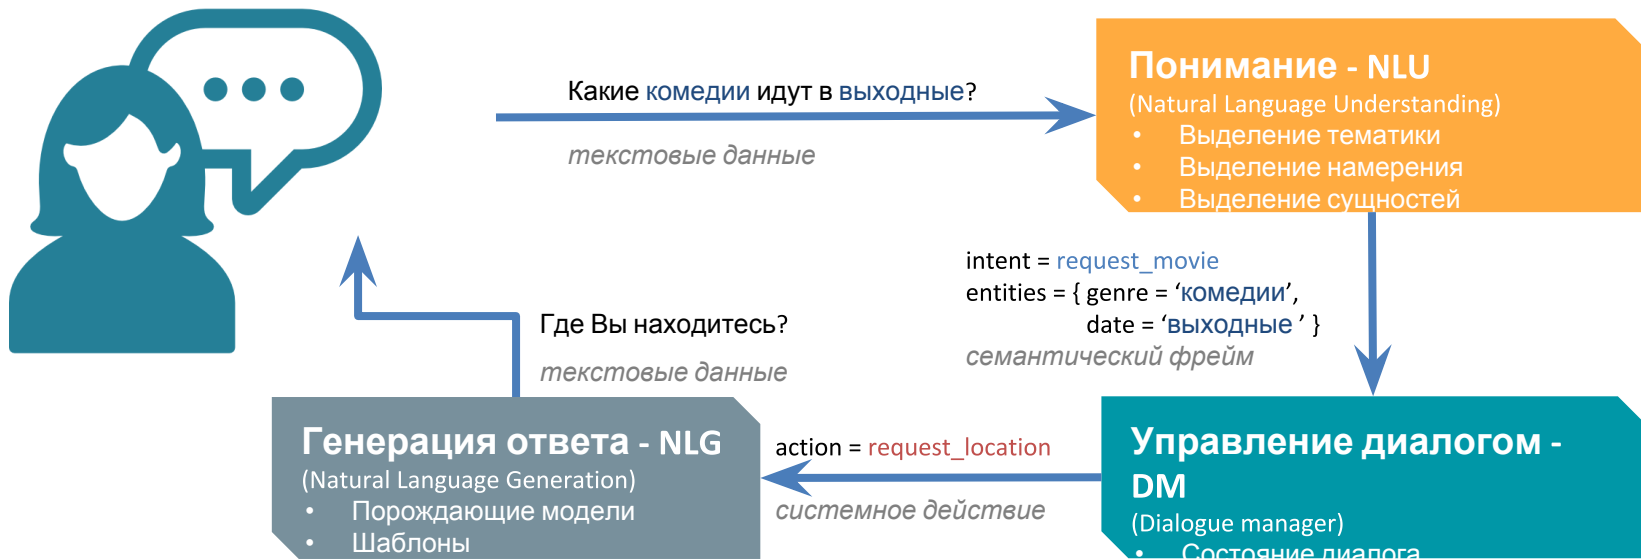 Какие комедии идут в выходные?
текстовые данные
Понимание - NLU
(Natural Language Understanding)
• Выделение тематики
• Выделение намерения
• Выделение сущностей
intent = request_movie
entities = { genre = ‘комедии’,
date = ‘выходные ’ }
семантический фрейм
Где Вы находитесь?
текстовые данные
Генерация ответа - NLG
(Natural Language Generation)
• Порождающие модели
• Шаблоны
action = request_location
системное действие
Управление диалогом -
DM
(Dialogue manager)
• Состояние диалога